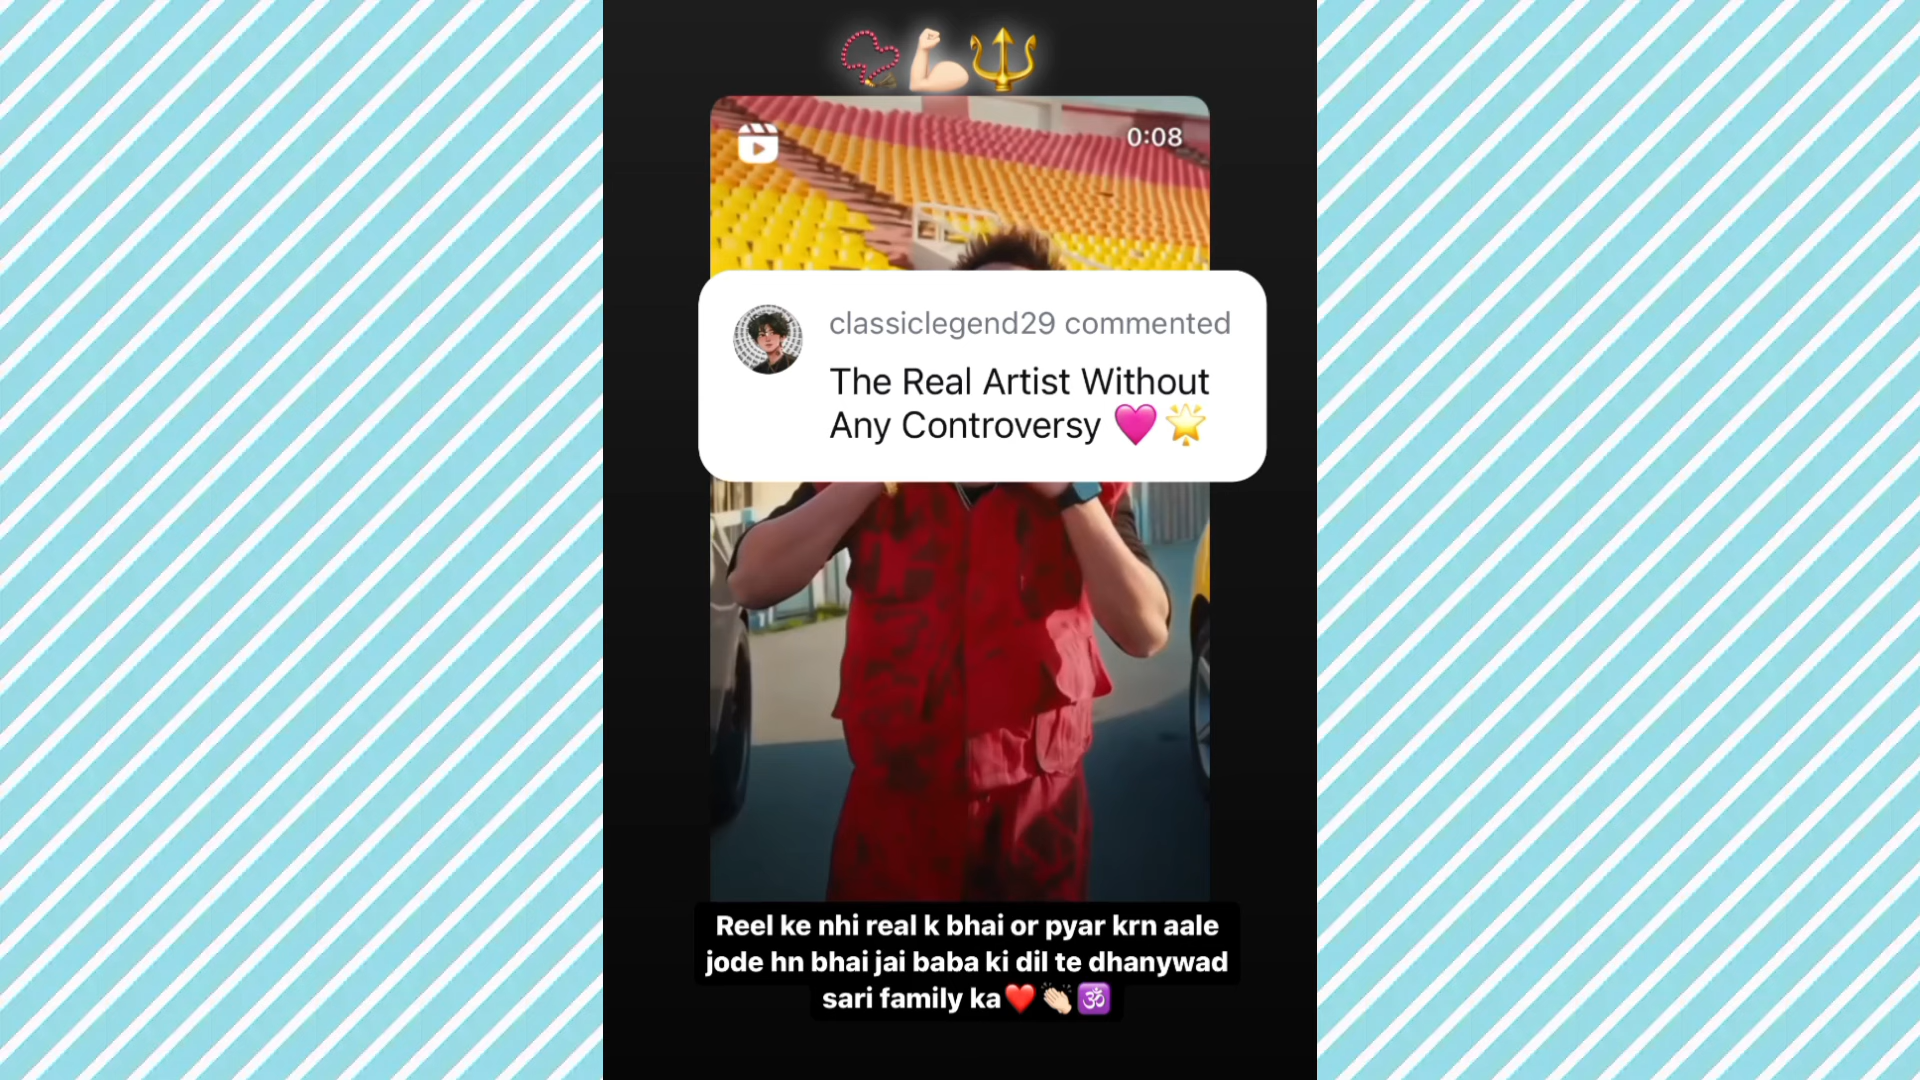 📿💪🏻🔱
0:08
classiclegend29 commented
The Real Artist Without
Any Controversy 🩷🌟
Reel ke nhi real k bhai or pyar krn aale
jode hn bhai jai baba ki dil te dhanywad
sari family ka❤️👏🏻🕉️